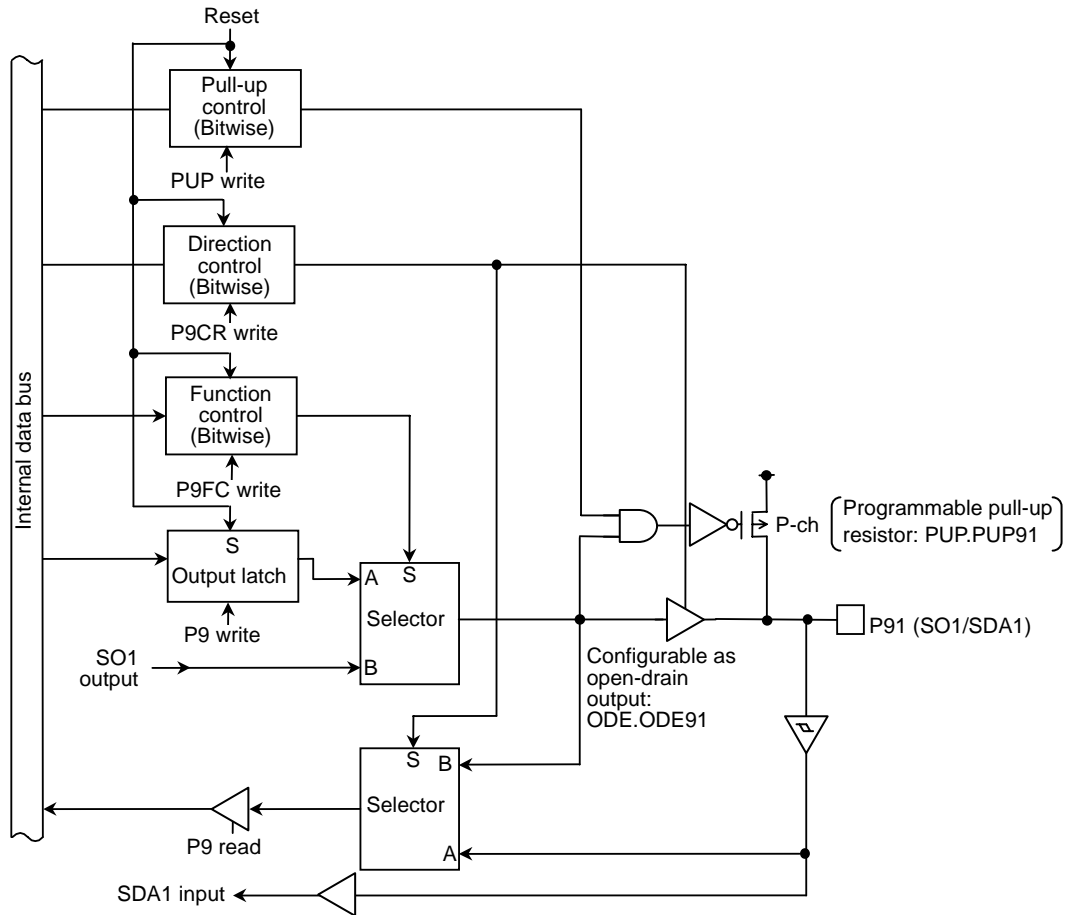 Reset
Pull-up
control
(Bitwise)
PUP write
Direction
control
(Bitwise)
P9CR write
Internal data bus
Function
control
(Bitwise)
P9FC write
S
Output latch
P9 write
SO1
output
A
S
Selector
B
P-ch
Programmable pull-up
resistor: PUP.PUP91
P91 (SO1/SDA1)
Configurable as
open-drain
output:
ODE.ODE91
S
B
Selector
A
P9 read
SDA1 input